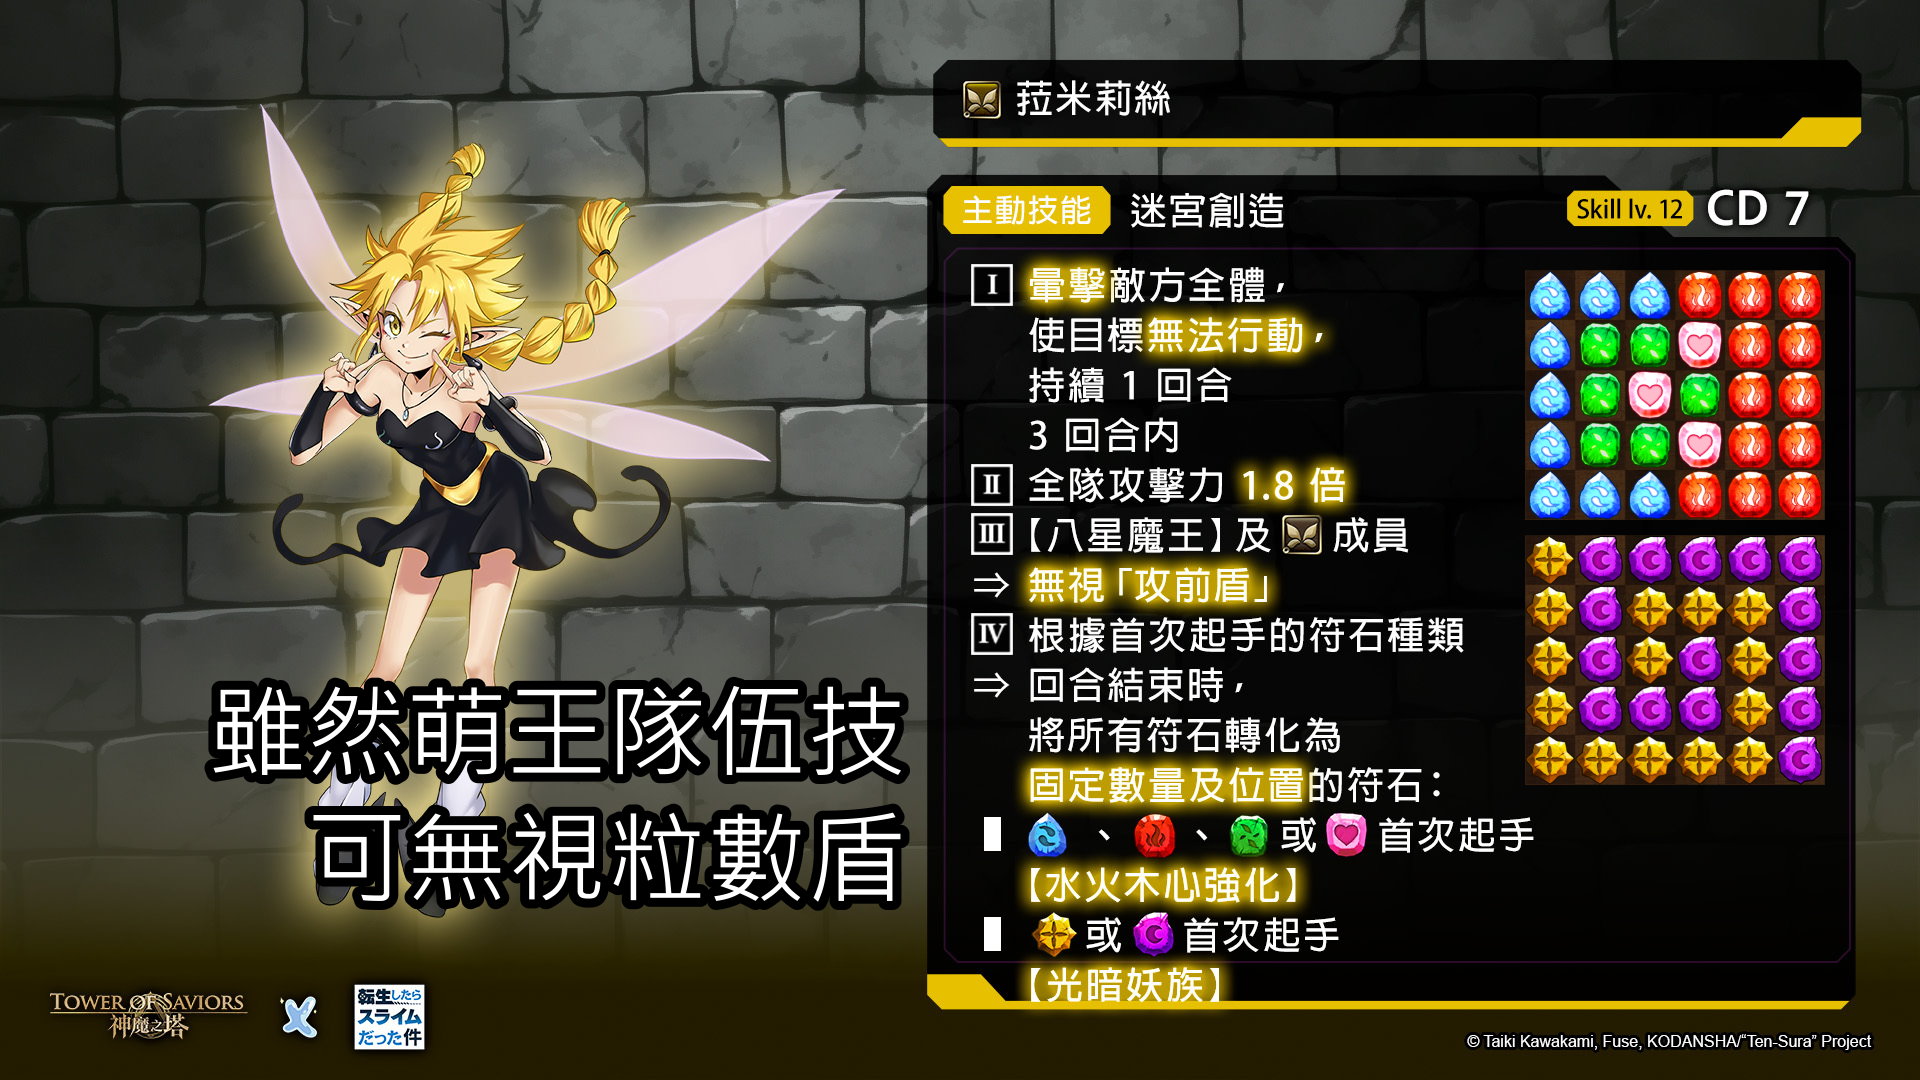 菈米莉絲
主動技能 迷宮創造 Skill lv. 12 CD 7
I 暈擊敵方全體，
使目標無法行動，
持續 1 回合
3 回合内
II 全隊攻擊力 1.8 倍
III【八星魔王】及 成員
⇒ 無視「攻前盾」
IV 根據首次起手的符石種類
⇒ 回合結束時，
將所有符石轉化為
固定數量及位置的符石：
、 、 或 首次起手
【水火木心強化】
或 首次起手
【光暗妖族】
雖然萌王隊伍技
可無視粒數盾
TOWER OF SAVIORS
神魔之塔
転生したら
スライム
だった件
© Taiki Kawakami, Fuse, KODANSHA/“Ten-Sura” Project